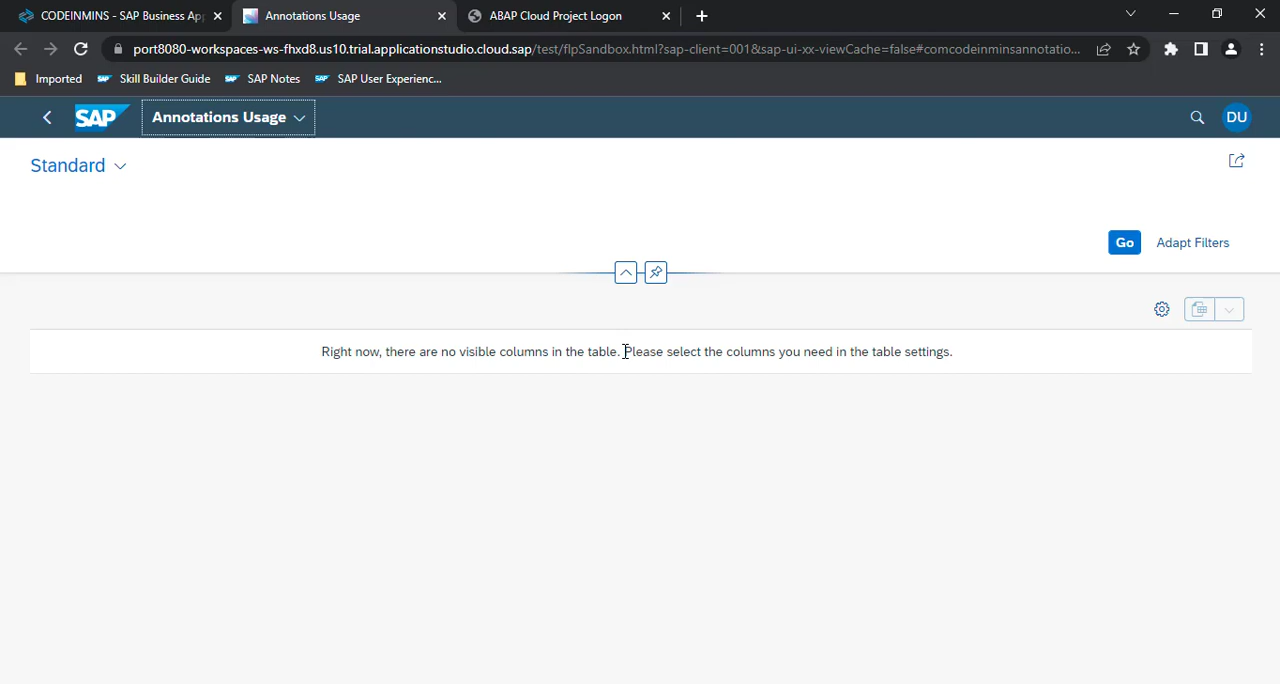 CODEINMINS - SAP Business Ap
Annotations Usage
ABAP Cloud Project Logon
port8080-workspaces-ws-fhxd8.us10.trial.applicationstudio.cloud.sap/test/flpSandbox.html?sap-client=001&sap-ui-xx-viewCache=false#comcodeinminsannotatio...
Imported
Skill Builder Guide
SAP Notes
SAP User Experienc...
SAP
Annotations Usage
DU
Standard
Go
Adapt Filters
Right now, there are no visible columns in the table. Please select the columns you need in the table settings.